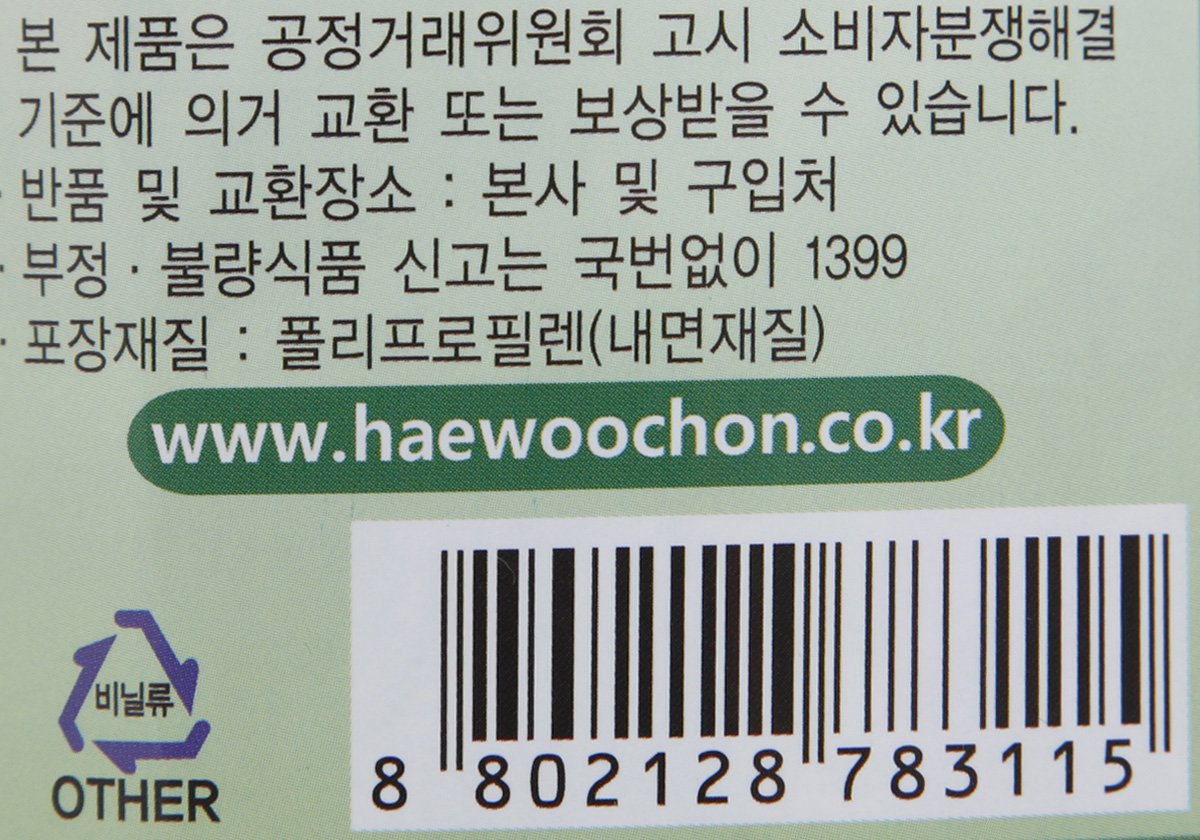 본 제품은 공정거래위원회 고시 소비자분쟁해결
기준에 의거 교환 또는 보상받을 수 있습니다.
· 반품 및 교환장소 : 본사 및 구입처
· 부정 · 불량식품 신고는 국번없이 1399
· 포장재질 : 폴리프로필렌(내면재질)
www.haewoochon.co.kr
비닐류
OTHER
8 802128 783115